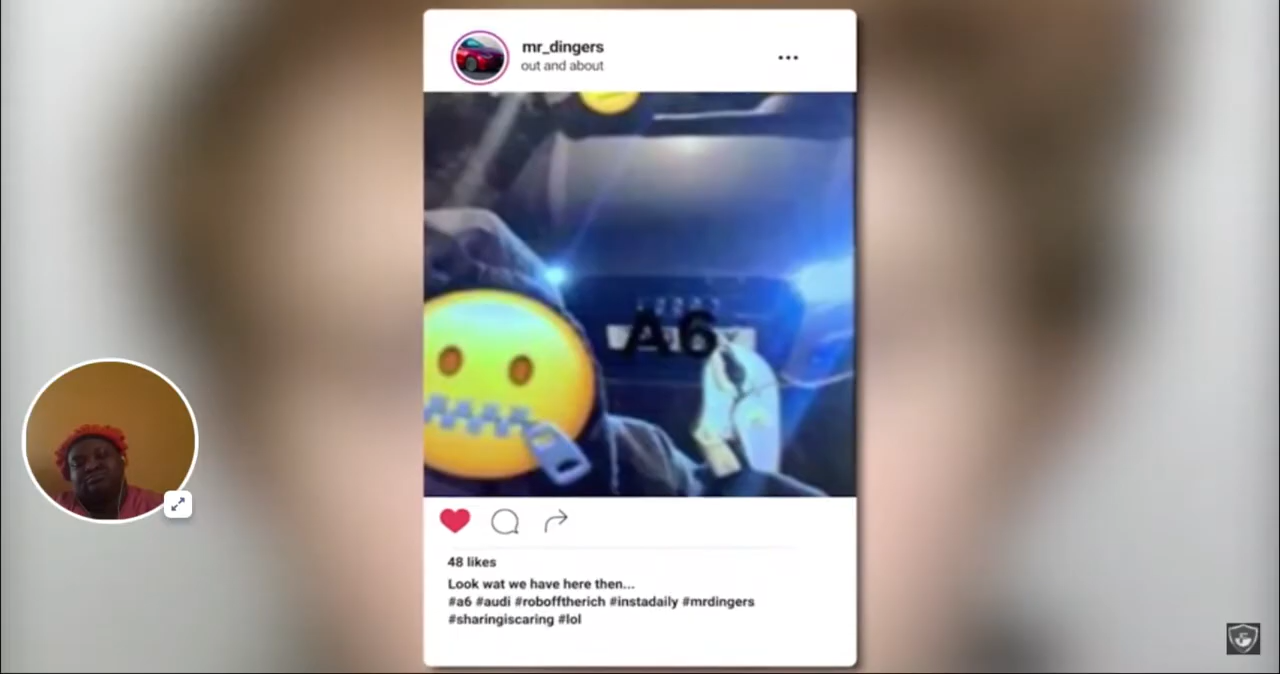 mr_dingers
out and about
A6
48 likes
Look wat we have here then...
#a6 #audi #robofftherich #instadaily #mrdingers
#sharingiscaring #lol